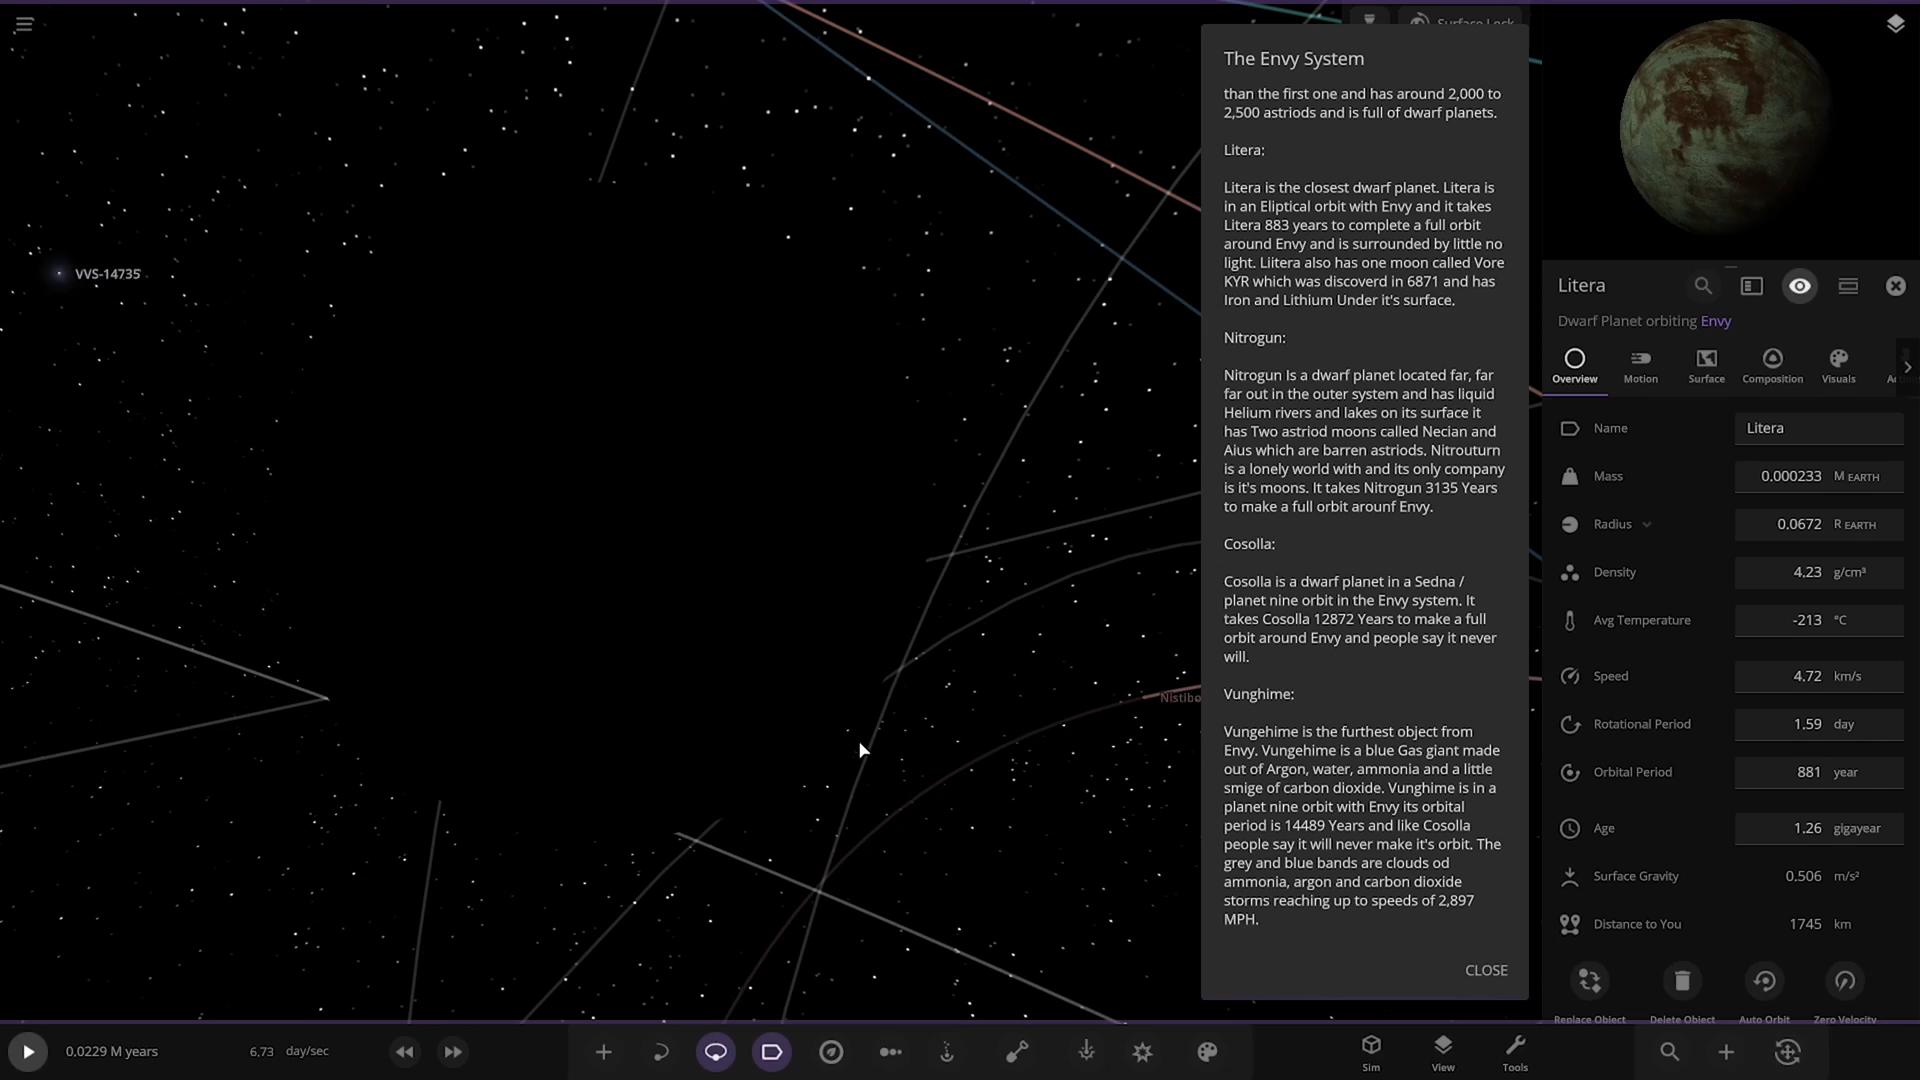 Surface Lock
The Envy System
than the first one and has around 2,000 to
2,500 astriods and is full of dwarf planets.
Litera:
Litera is the closest dwarf planet. Litera is
in an Eliptical orbit with Envy and it takes
Litera 883 years to complete a full orbit
around Envy and is surrounded by little no
light. Liitera also has one moon called Vore
KYR which was discoverd in 6871 and has
Iron and Lithium Under it's surface.
Nitrogun:
Nitrogun Is a dwarf planet located far, far
far out in the outer system and has liquid
Helium rivers and lakes on its surface it
has Two astriod moons called Necian and
Aius which are barren astriods. Nitrouturn
is a lonely world with and its only company
is it's moons. It takes Nitrogun 3135 Years
to make a full orbit arounf Envy.
Cosolla:
Cosolla is a dwarf planet in a Sedna /
planet nine orbit in the Envy system. It
takes Cosolla 12872 Years to make a full
orbit around Envy and people say it never
will.
Vunghime:
Vungehime is the furthest object from
Envy. Vungehime is a blue Gas giant made
out of Argon, water, ammonia and a little
smige of carbon dioxide. Vunghime is in a
planet nine orbit with Envy its orbital
period is 14489 Years and like Cosolla
people say it will never make it's orbit. The
grey and blue bands are clouds od
ammonia, argon and carbon dioxide
storms reaching up to speeds of 2,897
MPH.
CLOSE
VVS-14735
Nistibo
Litera
Dwarf Planet orbiting Envy
Overview Motion Surface Composition Visuals
Name Litera
Mass 0.000233 M EARTH
Radius 0.0672 R EARTH
Density 4.23 g/cm³
Avg Temperature -213 °C
Speed 4.72 km/s
Rotational Period 1.59 day
Orbital Period 881 year
Age 1.26 gigayear
Surface Gravity 0.506 m/s²
Distance to You 1745 km
Replace Object Delete Object Auto Orbit Zero Velocity
0.0229 M years 6.73 day/sec
Sim View Tools